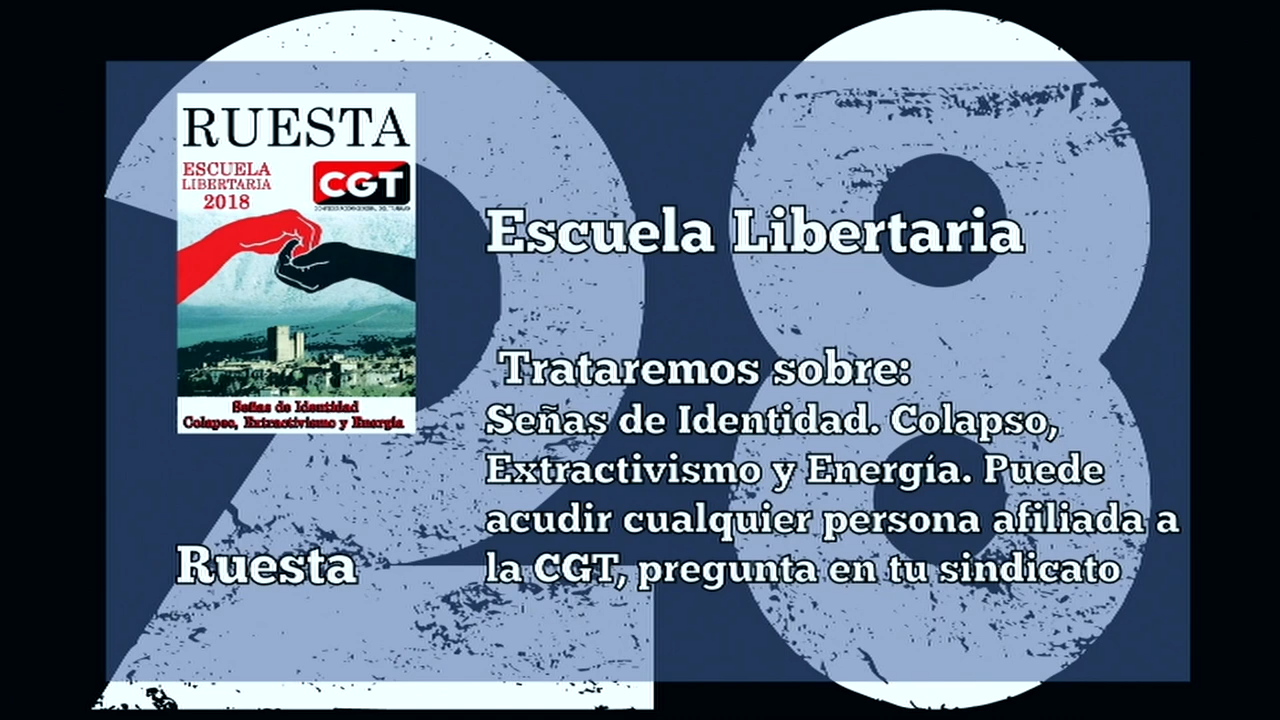 28
RUESTA
ESCUELA
LIBERTARIA
2018
CGT
Señas de Identidad
Colapso, Extractivismo y Energía
Ruesta
Escuela Libertaria
Trataremos sobre:
Señas de Identidad. Colapso,
Extractivismo y Energía. Puede
acudir cualquier persona afiliada a
la CGT, pregunta en tu sindicato